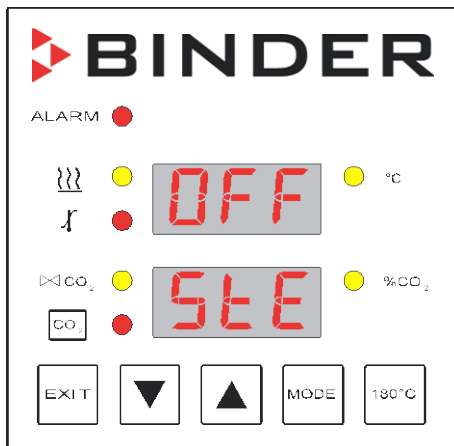 BINDER
ALARM
OFF
°C
CO₂
StE
%CO₂
CO₂
EXIT
MODE
180°C